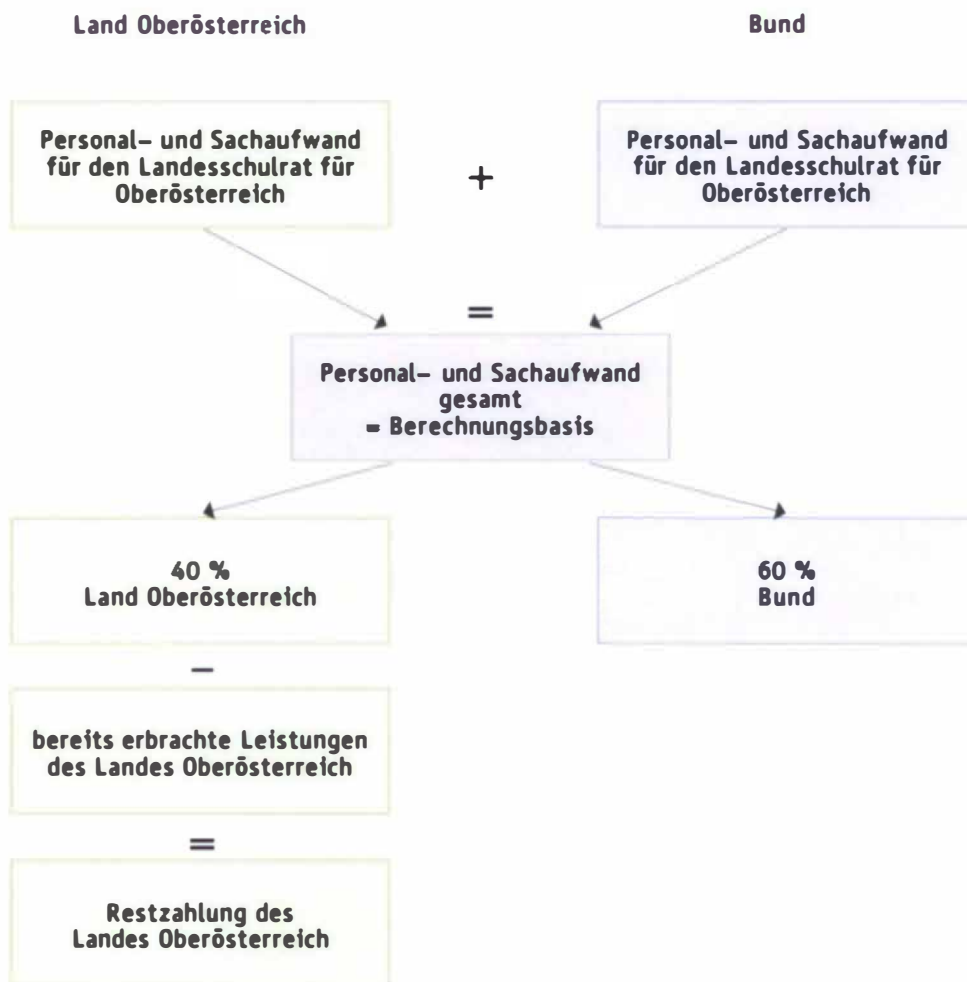 Land Oberösterreich
Bund
Personal- und Sachaufwand
für den Landesschulrat für
Oberösterreich
+
Personal- und Sachaufwand
für den Landesschulrat für
Oberösterreich
=
Personal- und Sachaufwand
gesamt
= Berechnungsbasis
40 %
Land Oberösterreich
60 %
Bund
–
bereits erbrachte Leistungen
des Landes Oberösterreich
=
Restzahlung des
Landes Oberösterreich